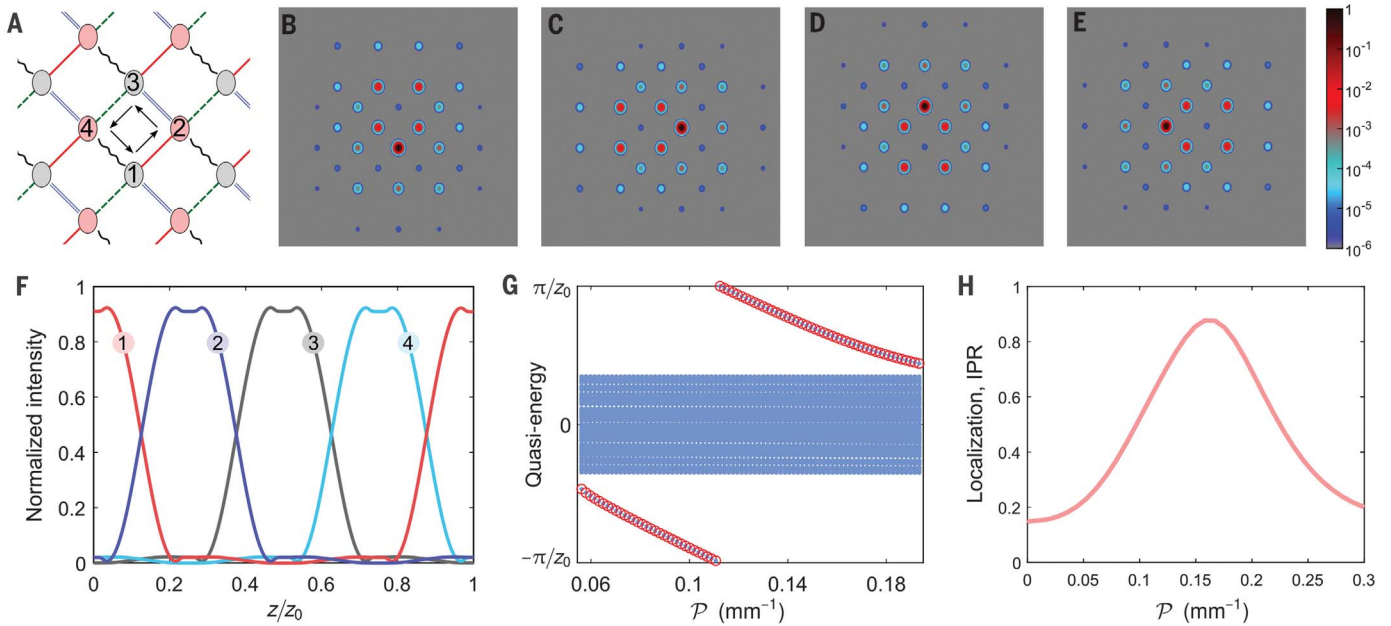 A
3
4
2
1
B
C
D
E
1
10⁻¹
10⁻²
10⁻³
10⁻⁴
10⁻⁵
10⁻⁶
F
Normalized intensity
1
0.8
0.6
0.4
0.2
0
1
2
3
4
0
0.2
0.4
0.6
0.8
1
z/z₀
G
Quasi-energy
π/z₀
0
−π/z₀
0.06
0.1
0.14
0.18
𝒫 (mm⁻¹)
H
Localization, IPR
1
0.8
0.6
0.4
0.2
0
0
0.05
0.1
0.15
0.2
0.25
0.3
𝒫 (mm⁻¹)